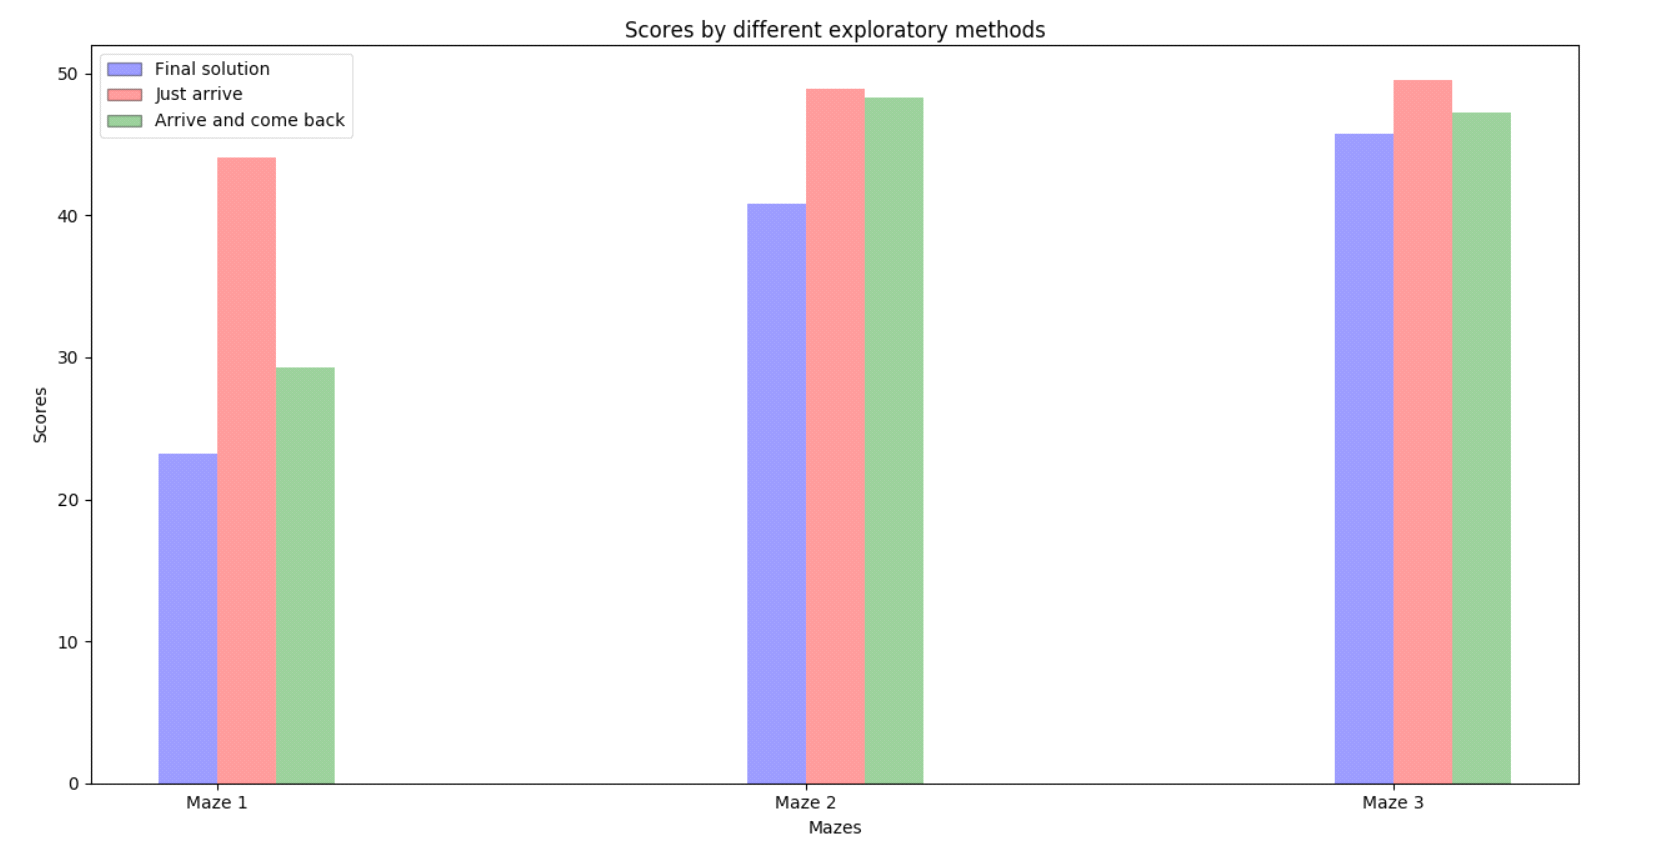 Scores by different exploratory methods
Final solution
Just arrive
Arrive and come back
50
40
30
20
10
0
Scores
Maze 1
Maze 2
Maze 3
Mazes